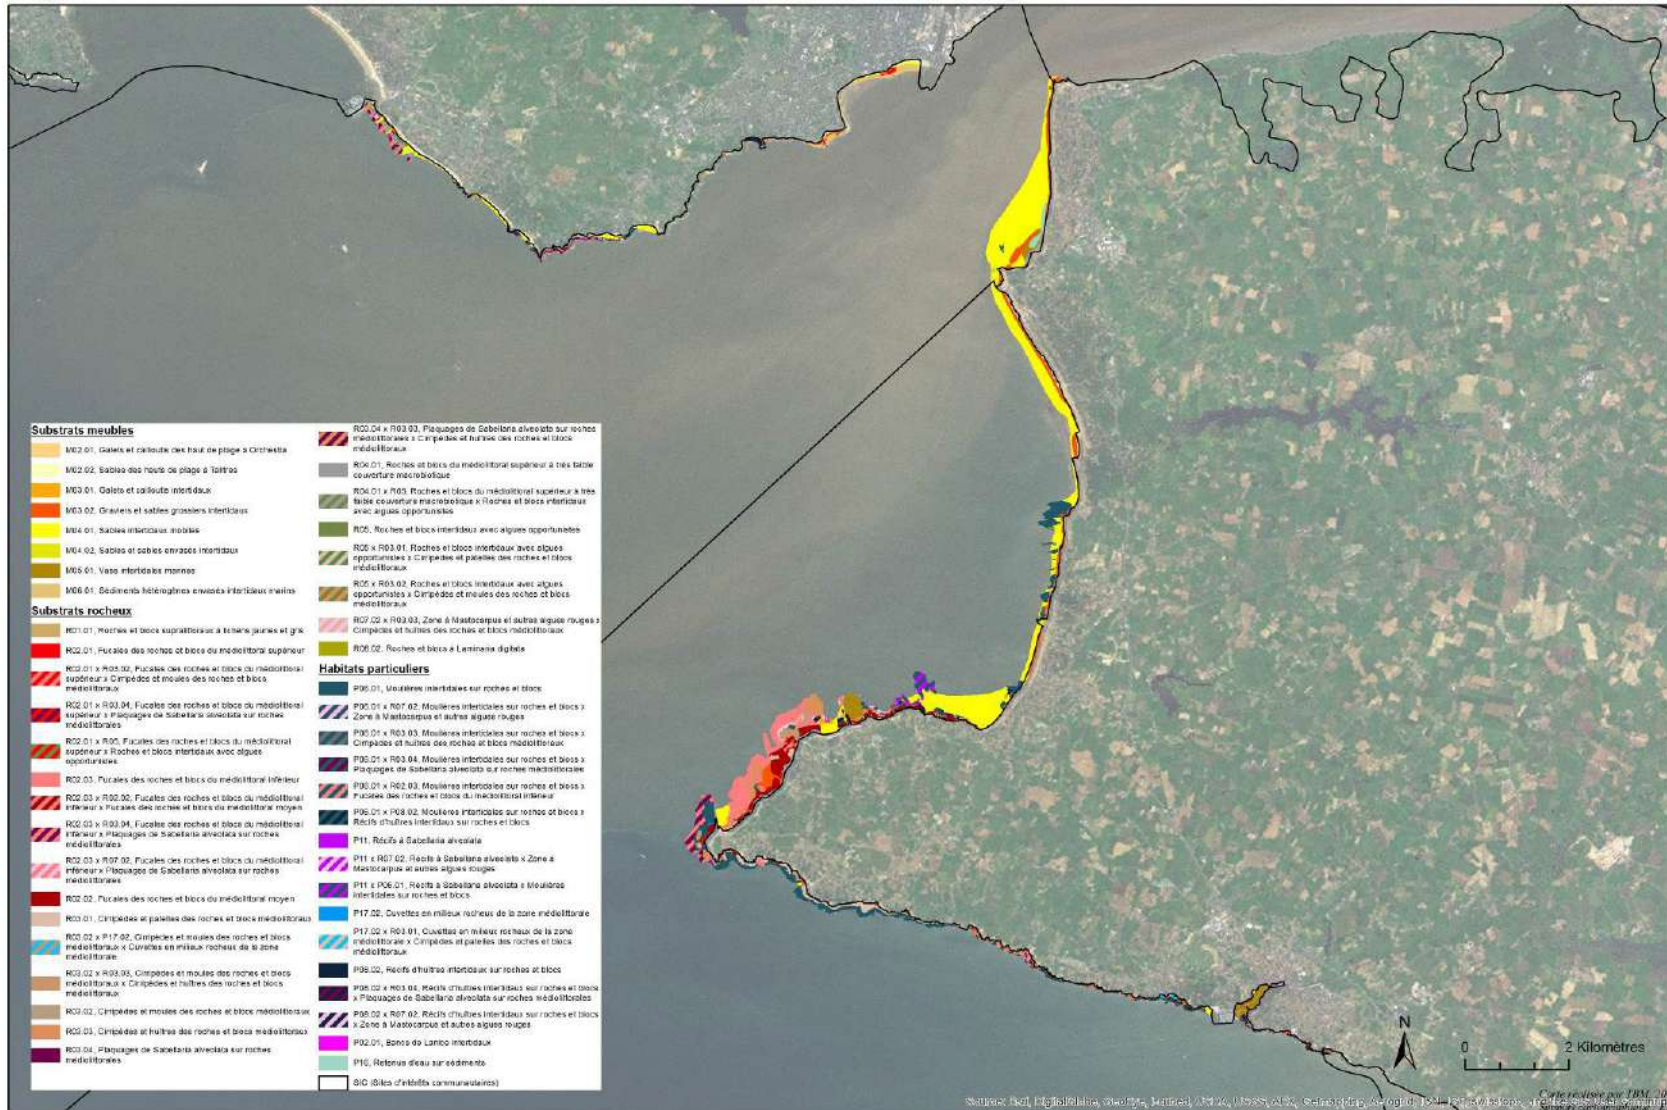 Substrats meubles
M02.01, Galets et cailloutis des haut de plage à Orchestia
M02.02, Sables des hauts de plage à Talitres
M03.01, Galets et cailloutis intertidaux
M03.02, Graviers et sables grossiers intertidaux
M04.01, Sables intertidaux mobiles
M04.02, Sables et sables envasés intertidaux
M05.01, Vase intertidales marines
M06.01, Sédiments hétérogènes envasés intertidaux marins
Substrats rocheux
R01.01, Roches et blocs supralittoraux à lichens jaunes et gris
R02.01, Fucales des roches et blocs du médiolittoral supérieur
R02.01 x R03.02, Fucales des roches et blocs du médiolittoral
supérieur x Cirripèdes et moules des roches et blocs
médiolittoraux
R02.01 x R03.04, Fucales des roches et blocs du médiolittoral
supérieur x Plaquages de Sabellaria alveolata sur roches
médiolittorales
R02.01 x R05, Fucales des roches et blocs du médiolittoral
supérieur x Roches et blocs intertidaux avec algues
opportunistes
R02.03, Fucales des roches et blocs du médiolittoral inférieur
R02.03 x R02.02, Fucales des roches et blocs du médiolittoral
inférieur x Fucales des roches et blocs du médiolittoral moyen
R02.03 x R03.04, Fucales des roches et blocs du médiolittoral
inférieur x Plaquages de Sabellaria alveolata sur roches
médiolittorales
R02.03 x R07.02, Fucales des roches et blocs du médiolittoral
inférieur x Plaquages de Sabellaria alveolata sur roches
médiolittorales
R02.02, Fucales des roches et blocs du médiolittoral moyen
R03.01, Cirripèdes et patelles des roches et blocs médiolittoraux
R03.02 x P17.02, Cirripèdes et moules des roches et blocs
médiolittoraux x Cuvettes en milieux rocheux de la zone
médiolittorale
R03.02 x R03.03, Cirripèdes et moules des roches et blocs
médiolittoraux x Cirripèdes et huîtres des roches et blocs
médiolittoraux
R03.02, Cirripèdes et moules des roches et blocs médiolittoraux
R03.03, Cirripèdes et huîtres des roches et blocs médiolittoraux
R03.04, Plaquages de Sabellaria alveolata sur roches
médiolittorales
R03.04 x R03.03, Plaquages de Sabellaria alveolata sur roches
médiolittorales x Cirripèdes et huîtres des roches et blocs
médiolittoraux
R04.01, Roches et blocs du médiolittoral supérieur à très faible
couverture macrobiotique
R04.01 x R05, Roches et blocs du médiolittoral supérieur à très
faible couverture macrobiotique x Roches et blocs intertidaux
avec algues opportunistes
R05, Roches et blocs intertidaux avec algues opportunistes
R05 x R03.01, Roches et blocs intertidaux avec algues
opportunistes x Cirripèdes et patelles des roches et blocs
médiolittoraux
R05 x R03.02, Roches et blocs intertidaux avec algues
opportunistes x Cirripèdes et moules des roches et blocs
médiolittoraux
R07.02 x R03.03, Zone à Mastocarpus et autres algues rouges x
Cirripèdes et huîtres des roches et blocs médiolittoraux
R08.02, Roches et blocs à Laminaria digitata
Habitats particuliers
P06.01, Moulières intertidales sur roches et blocs
P06.01 x R07.02, Moulières intertidales sur roches et blocs x
Zone à Mastocarpus et autres algues rouges
P06.01 x R03.03, Moulières intertidales sur roches et blocs x
Cirripèdes et huîtres des roches et blocs médiolittoraux
P06.01 x R03.04, Moulières intertidales sur roches et blocs x
Plaquages de Sabellaria alveolata sur roches médiolittorales
P06.01 x R02.03, Moulières intertidales sur roches et blocs x
Fucales des roches et blocs du médiolittoral inférieur
P06.01 x P08.02, Moulières intertidales sur roches et blocs x
Récifs d'huîtres intertidaux sur roches et blocs
P11, Récifs à Sabellaria alveolata
P11 x R07.02, Récifs à Sabellaria alveolata x Zone à
Mastocarpus et autres algues rouges
P11 x P06.01, Récifs à Sabellaria alveolata x Moulières
intertidales sur roches et blocs
P17.02, Cuvettes en milieux rocheux de la zone médiolittorale
P17.02 x R03.01, Cuvettes en milieux rocheux de la zone
médiolittorale x Cirripèdes et patelles des roches et blocs
médiolittoraux
P08.02, Récifs d'huîtres intertidaux sur roches et blocs
P08.02 x R03.04, Récifs d'huîtres intertidaux sur roches et blocs
x Plaquages de Sabellaria alveolata sur roches médiolittorales
P08.02 x R07.02, Récifs d'huîtres intertidaux sur roches et blocs
x Zone à Mastocarpus et autres algues rouges
P02.01, Bancs de Lanice intertidaux
P16, Retenue d'eau sur sédiments
SIC (Sites d'intérêts communautaires)
N
0 2 Kilomètres
Carte réalisée par TBM, 20